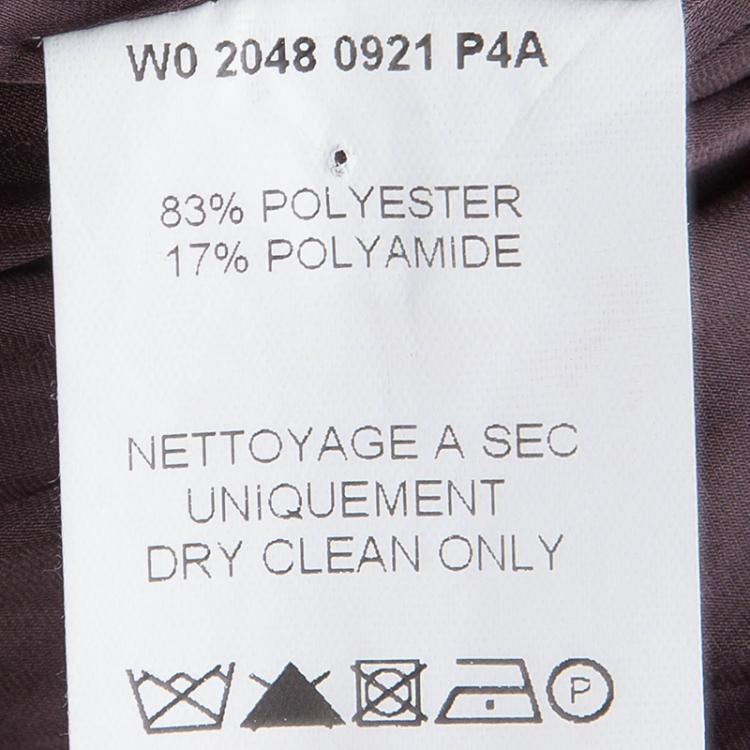 W0 2048 0921 P4A
83% POLYESTER
17% POLYAMiDE
NETTOYAGE A SEC
UNiQUEMENT
DRY CLEAN ONLY
P